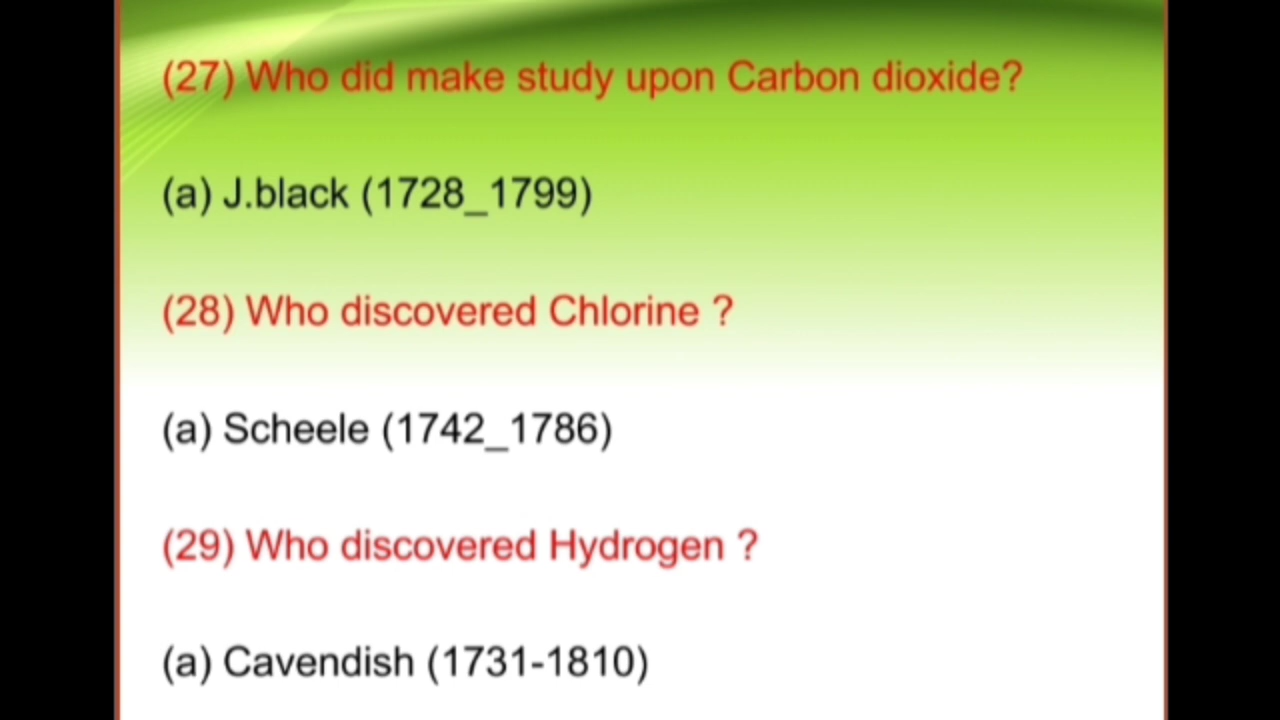 (27) Who did make study upon Carbon dioxide?
(a) J.black (1728_1799)
(28) Who discovered Chlorine ?
(a) Scheele (1742_1786)
(29) Who discovered Hydrogen ?
(a) Cavendish (1731-1810)